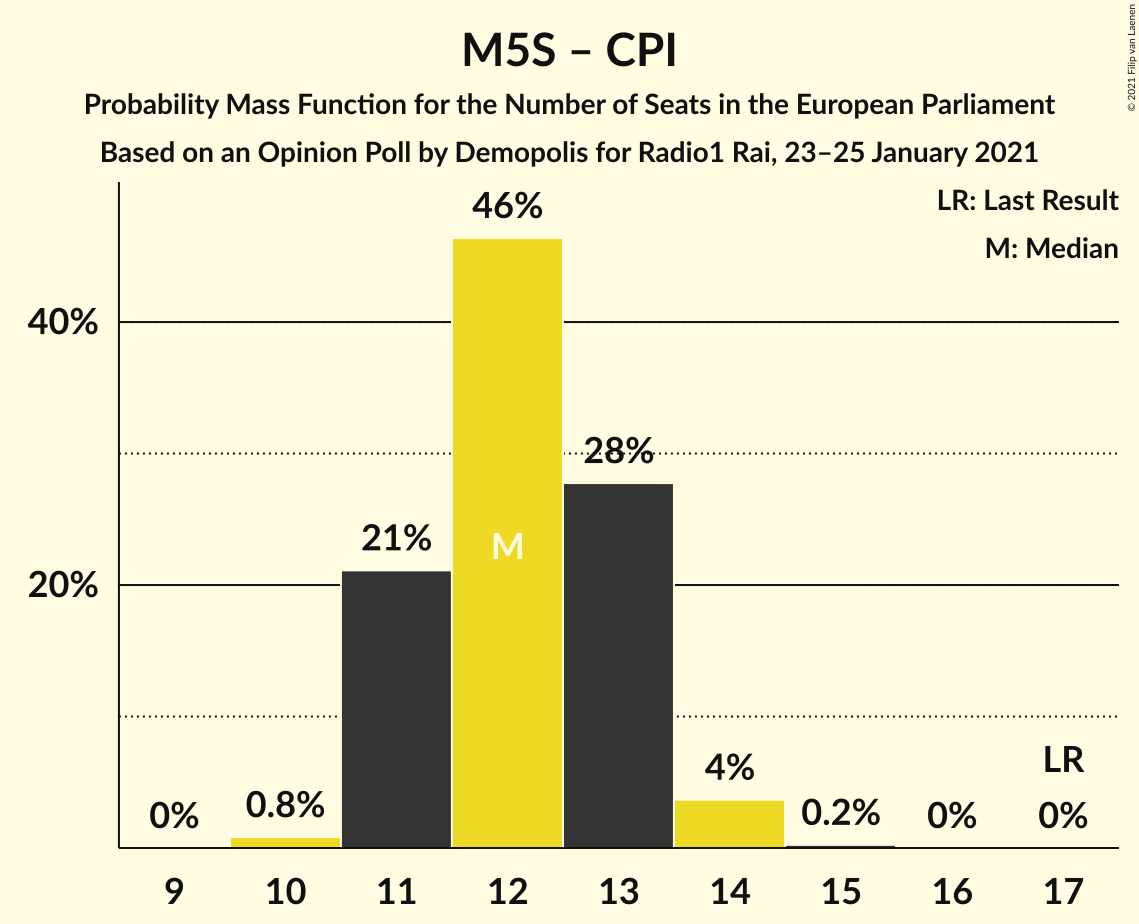 M5S – CPI
Probability Mass Function for the Number of Seats in the European Parliament
Based on an Opinion Poll by Demopolis for Radio1 Rai, 23–25 January 2021
© 2021 Filip van Laenen
LR: Last Result
M: Median
40%
20%
0%
0.8%
21%
46%
M
28%
4%
0.2%
0%
LR
0%
9 10 11 12 13 14 15 16 17